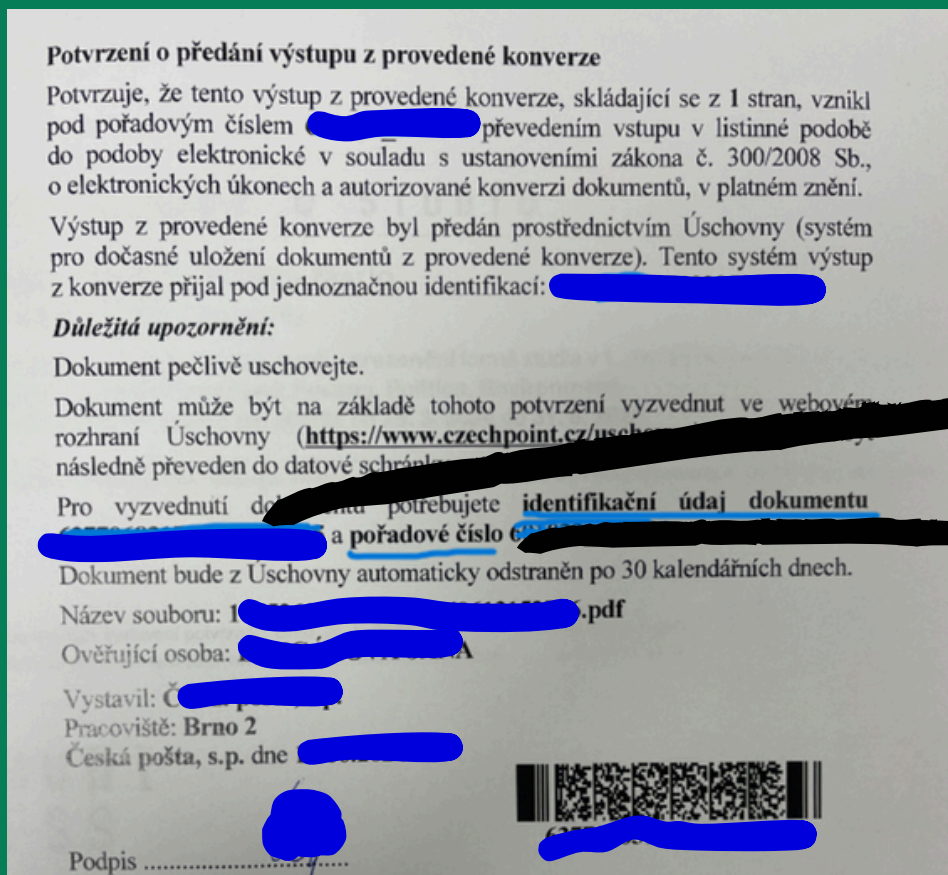 Potvrzení o předání výstupu z provedené konverze
Potvrzuje, že tento výstup z provedené konverze, skládající se z 1 stran, vznikl
pod pořadovým číslem převedením vstupu v listinné podobě
do podoby elektronické v souladu s ustanoveními zákona č. 300/2008 Sb.,
o elektronických úkonech a autorizované konverzi dokumentů, v platném znění.
Výstup z provedené konverze byl předán prostřednictvím Úschovny (systém
pro dočasné uložení dokumentů z provedené konverze). Tento systém výstup
z konverze přijal pod jednoznačnou identifikací:
Důležitá upozornění:
Dokument pečlivě uschovejte.
Dokument může být na základě tohoto potvrzení vyzvednut ve webovém
rozhraní Úschovny (https://www.czechpoint.cz/uscho
následně převeden do datové
Pro vyzvednutí potřebujete identifikační údaj dokumentu
a pořadové číslo
Dokument bude z Úschovny automaticky odstraněn po 30 kalendářních dnech.
Název souboru: 1 .pdf
Ověřující osoba:
Vystavil:
Pracoviště: Brno 2
Česká pošta, s.p. dne
Podpis ..............................